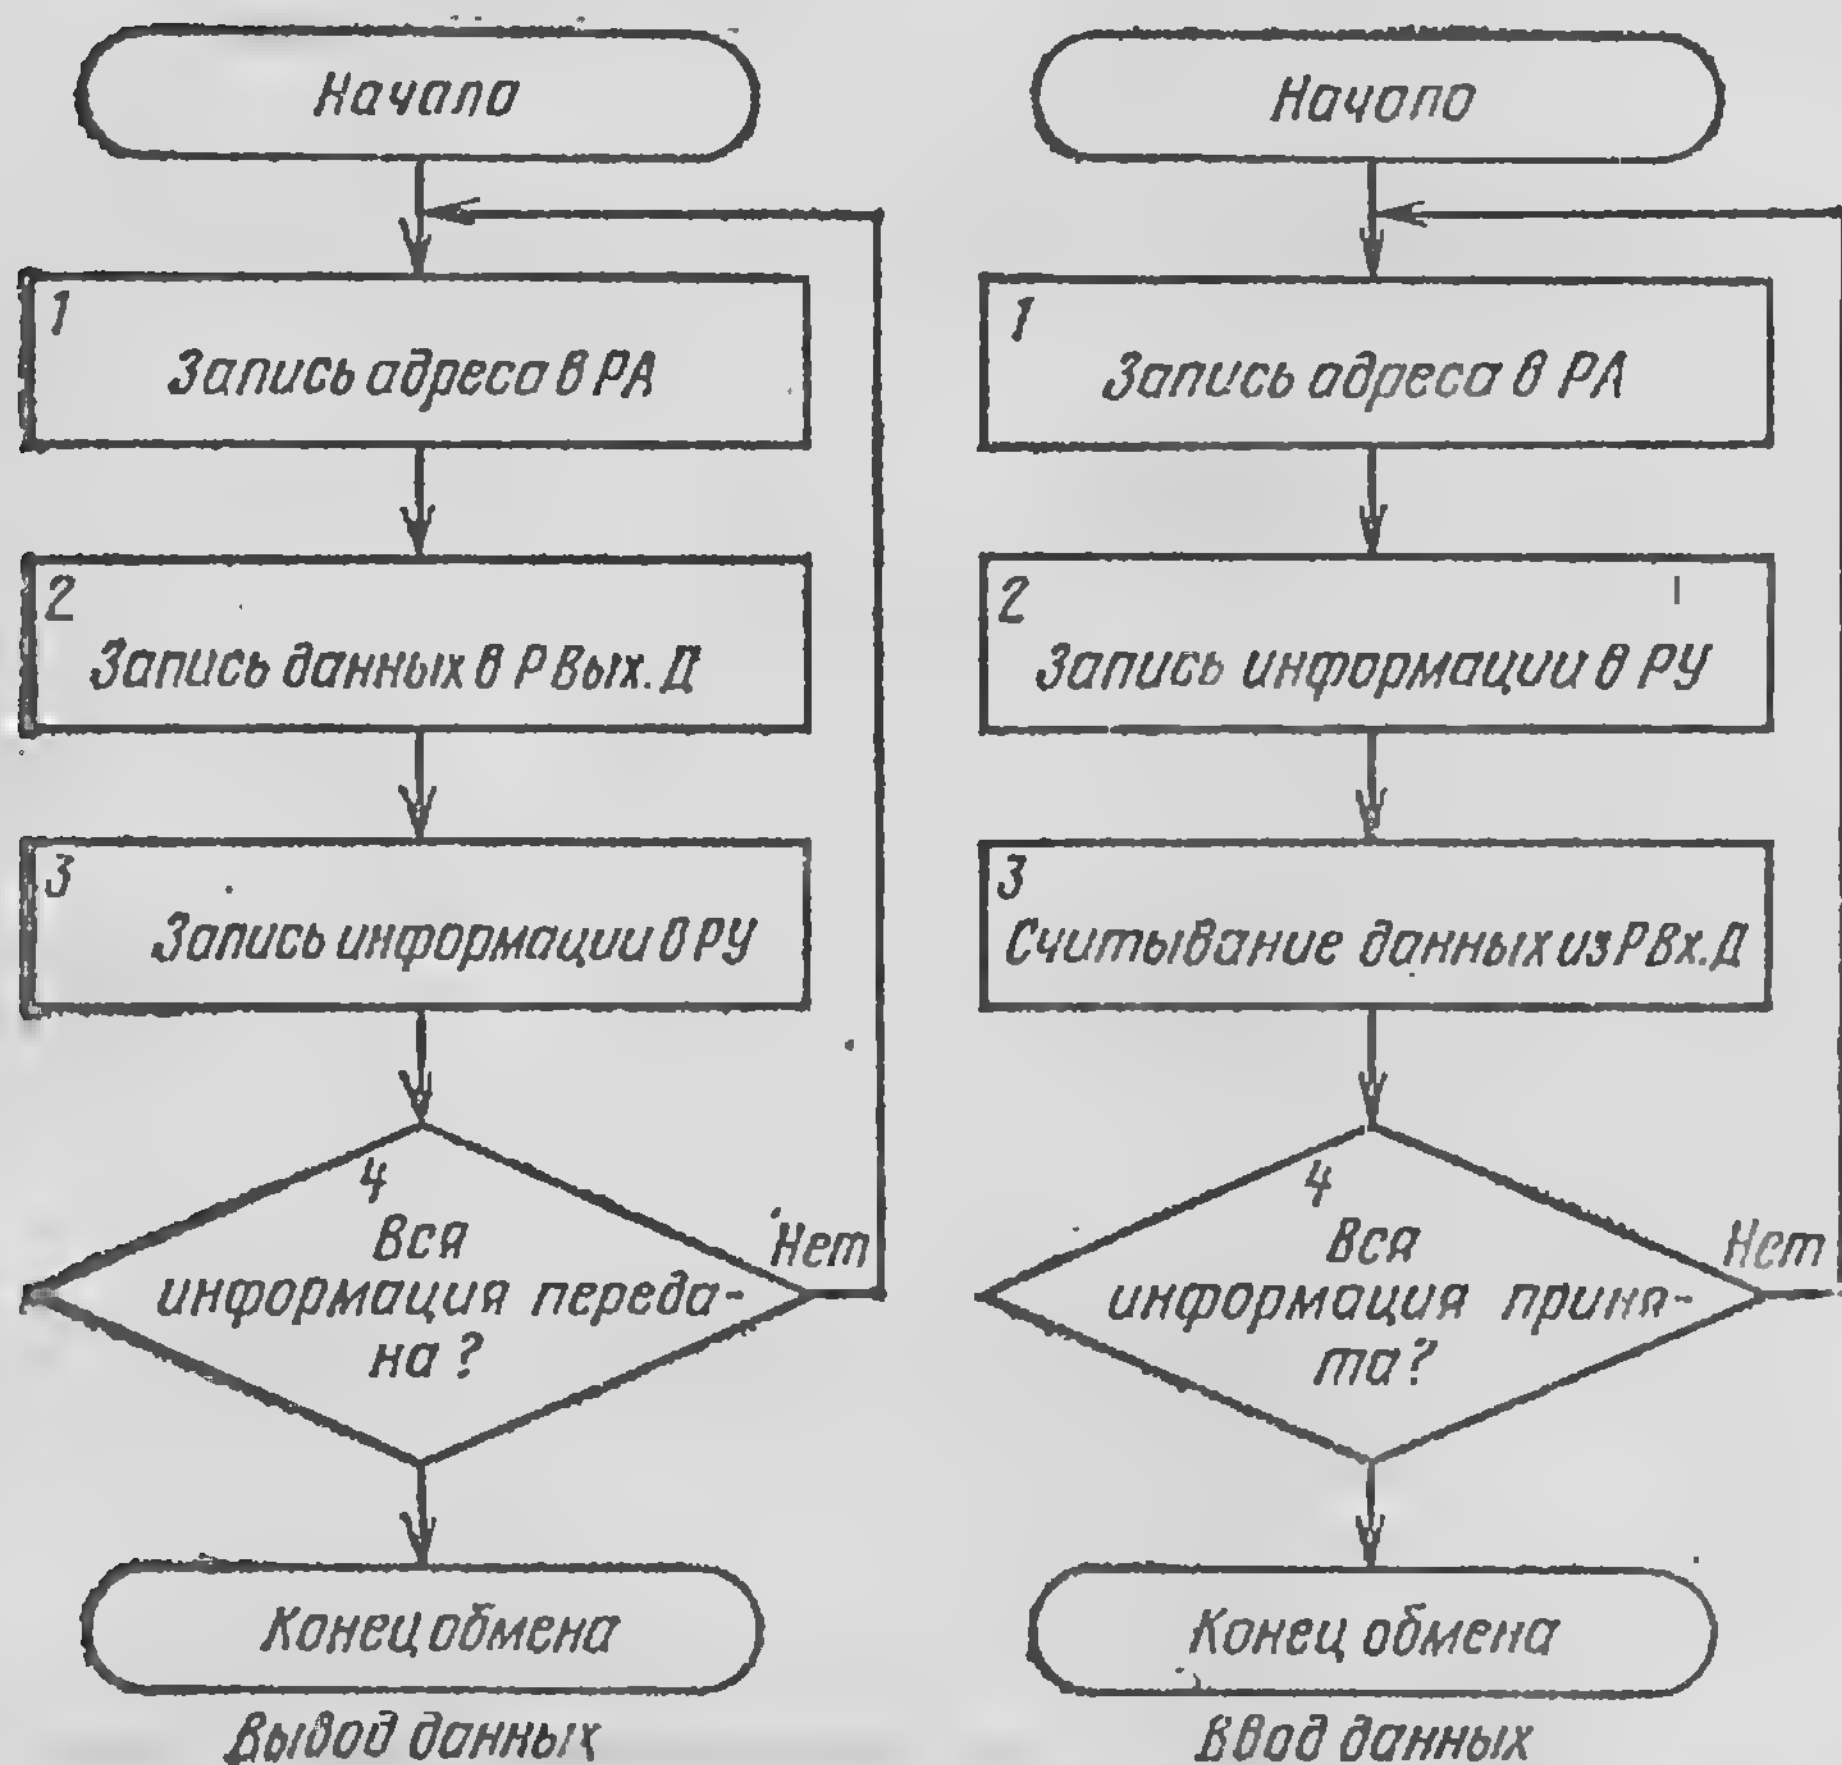 Начало
1
Запись адреса в РА
2
Запись данных в Р Вых. Д
3
Запись информации в РУ
4
Вся
информация переда-
на?
Нет
Конец обмена
Вывод данных
Начало
1
Запись адреса в РА
2
Запись информации в РУ
3
Считывание данных из Р Вх. Д
4
Вся
информация приня-
та?
Нет
Конец обмена
Ввод данных